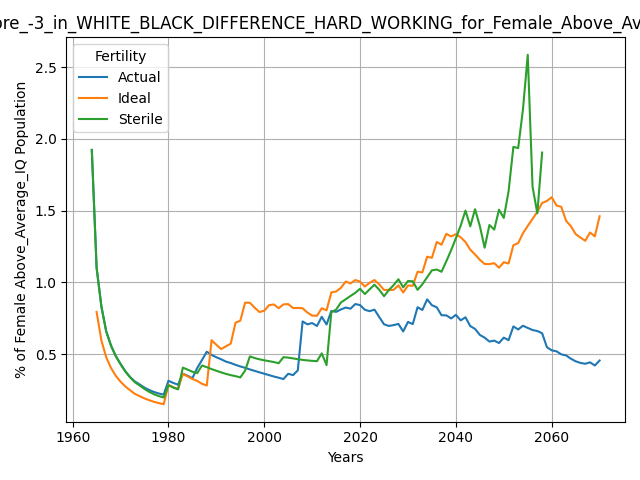 ore_-3_in_WHITE_BLACK_DIFFERENCE_HARD_WORKING_for_Female_Above_Av
Fertility
Actual
Ideal
Sterile
% of Female Above_Average_IQ Population
2.5
2.0
1.5
1.0
0.5
1960
1980
2000
2020
2040
2060
Years